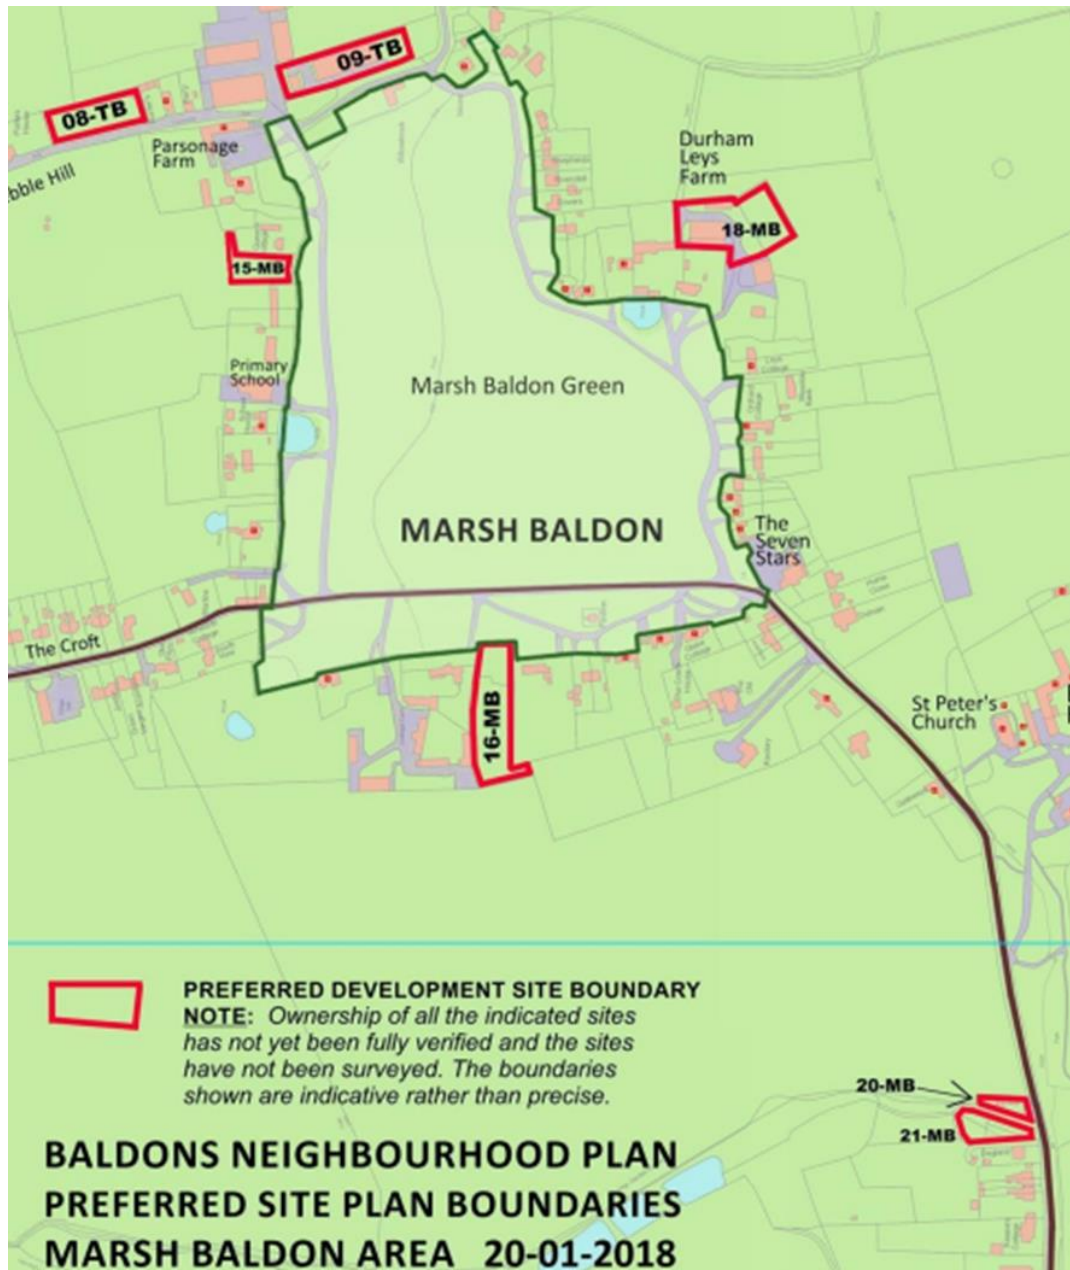 09-TB
08-TB
Parsonage
Farm
bble Hill
Durham
Leys
Farm
18-MB
15-MB
Primary
School
Marsh Baldon Green
MARSH BALDON
The
Seven
Stars
The Croft
16-MB
St Peter's
Church
PREFERRED DEVELOPMENT SITE BOUNDARY
NOTE: Ownership of all the indicated sites
has not yet been fully verified and the sites
have not been surveyed. The boundaries
shown are indicative rather than precise.
20-MB
21-MB
BALDONS NEIGHBOURHOOD PLAN
PREFERRED SITE PLAN BOUNDARIES
MARSH BALDON AREA 20-01-2018